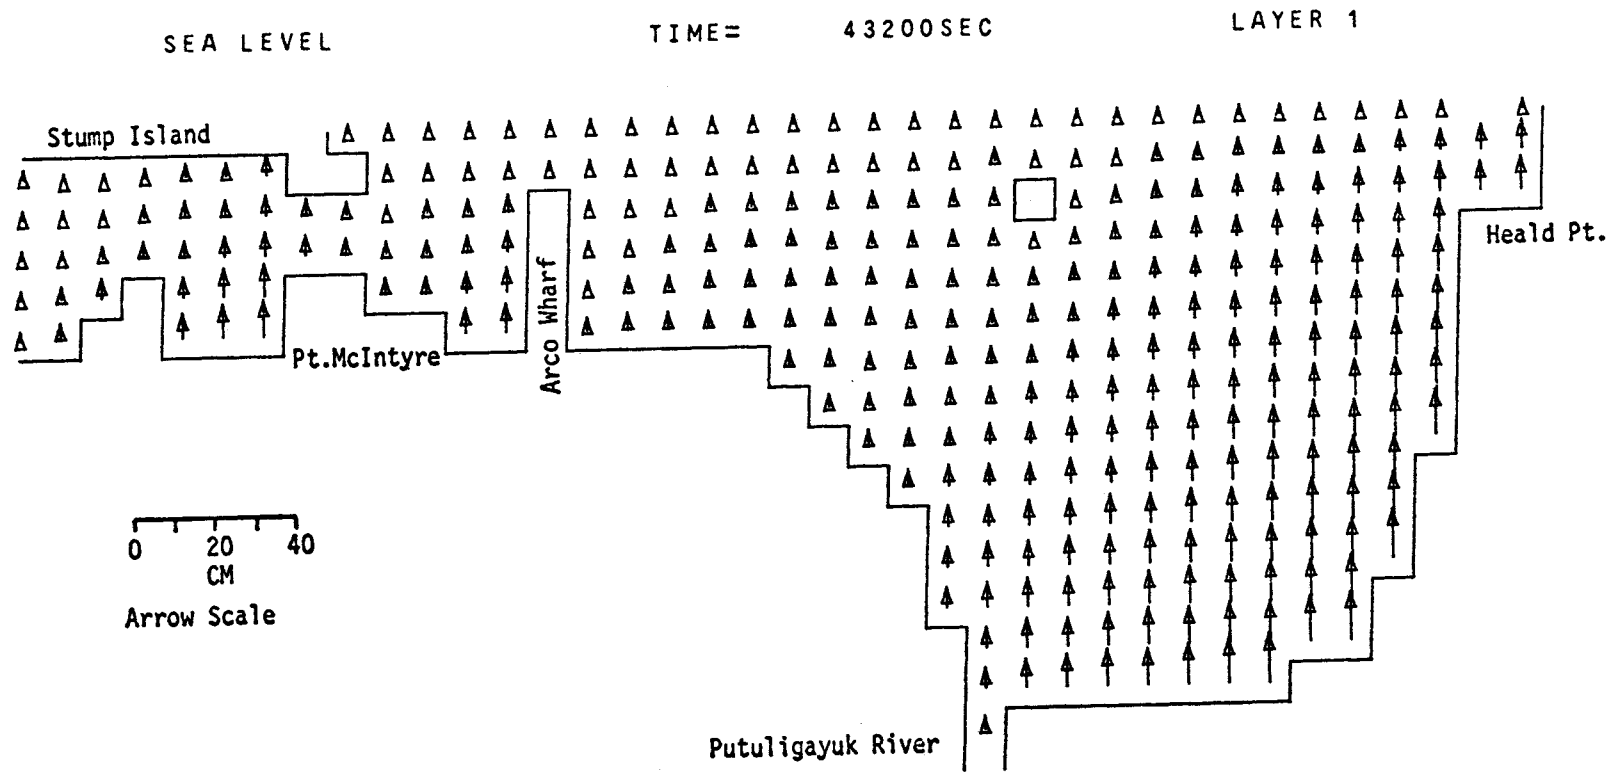 SEA LEVEL TIME= 43200SEC LAYER 1
Stump Island
Heald Pt.
Arco Wharf
Pt.McIntyre
0 20 40
CM
Arrow Scale
Putuligayuk River